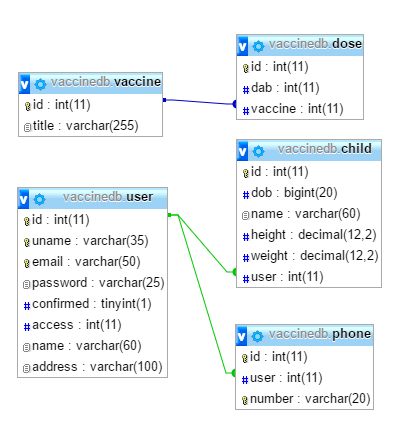 vaccinedb.vaccine
id : int(11)
title : varchar(255)
vaccinedb.dose
id : int(11)
dab : int(11)
vaccine : int(11)
vaccinedb.child
id : int(11)
dob : bigint(20)
name : varchar(60)
height : decimal(12,2)
weight : decimal(12,2)
user : int(11)
vaccinedb.user
id : int(11)
uname : varchar(35)
email : varchar(50)
password : varchar(25)
confirmed : tinyint(1)
access : int(11)
name : varchar(60)
address : varchar(100)
vaccinedb.phone
id : int(11)
user : int(11)
number : varchar(20)